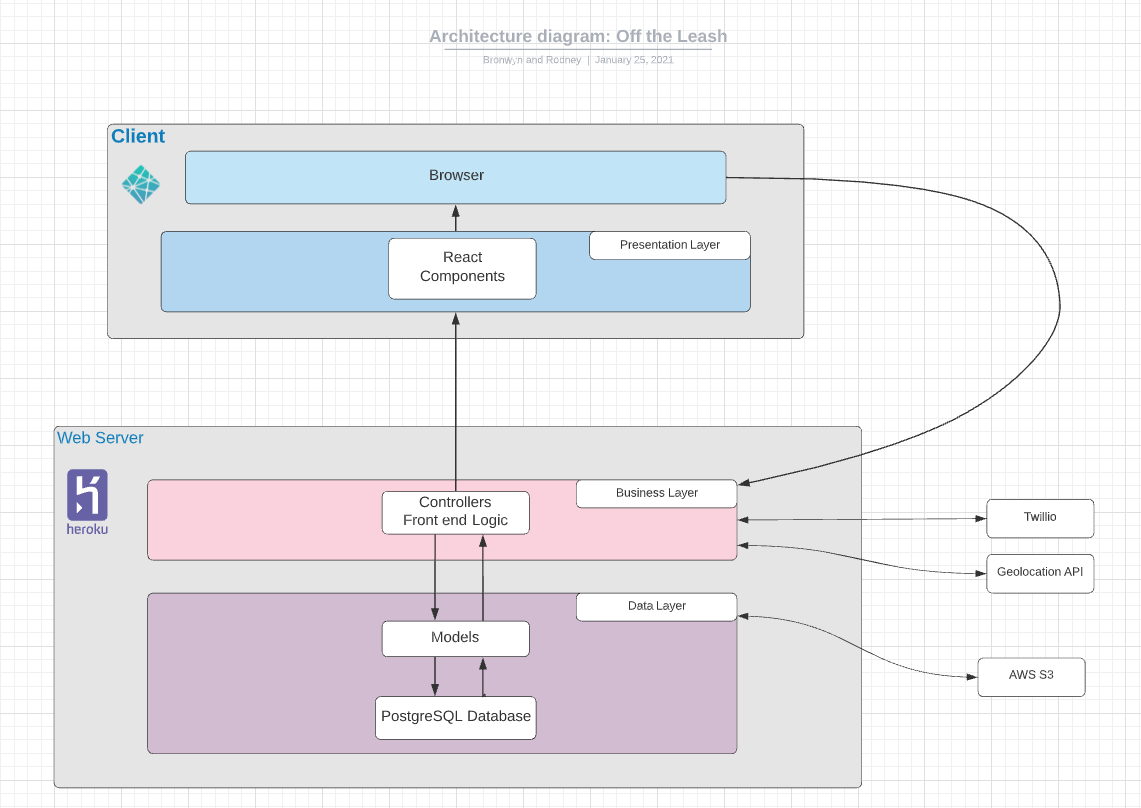 Architecture diagram: Off the Leash
Bronwyn and Rodney | January 25, 2021
Client
Browser
Presentation Layer
React
Components
Web Server
heroku
Business Layer
Controllers
Front end Logic
Twillio
Geolocation API
Data Layer
Models
AWS S3
PostgreSQL Database